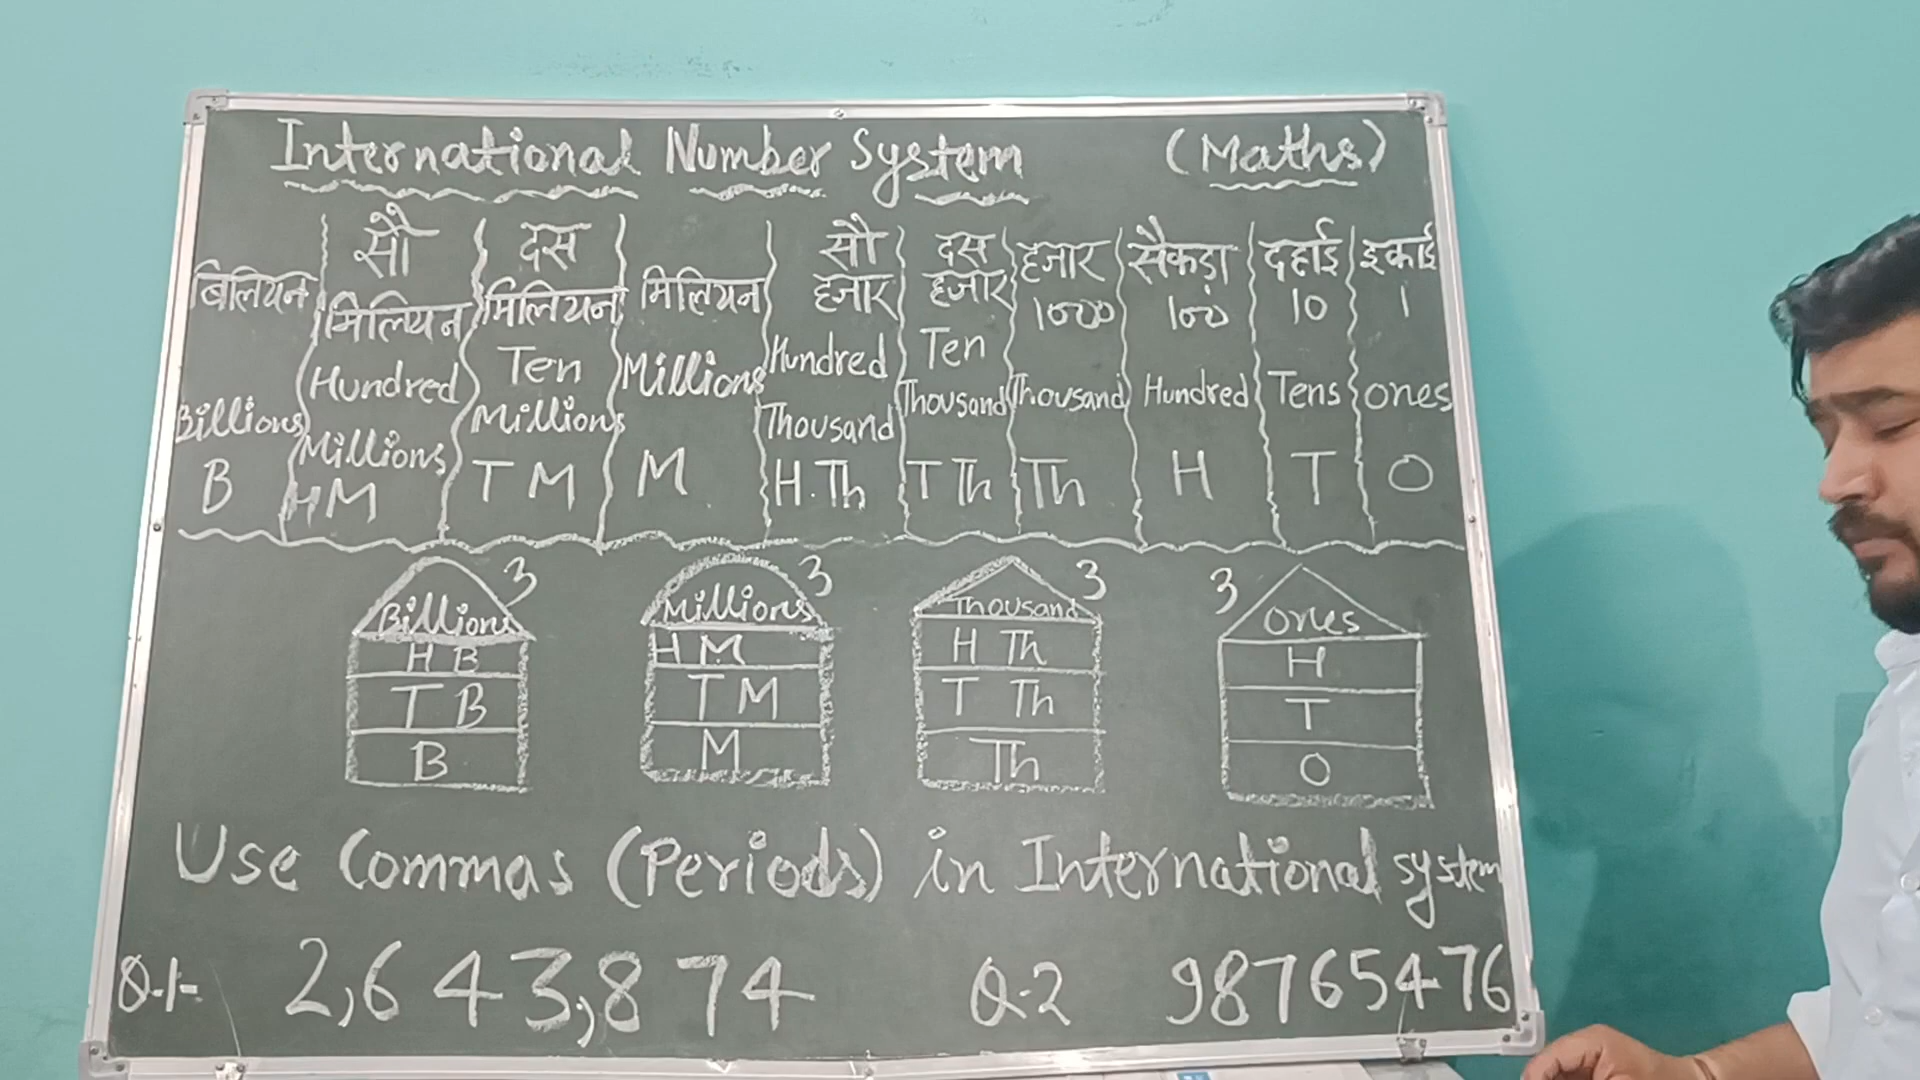 International Number System (Maths)
बिलियन सौ मिलियन दस मिलियन मिलियन सौ हजार दस हजार हजार 1000 सैकड़ा 100 दहाई 10 इकाई 1
Billions Hundred Millions Ten Millions Millions Hundred Thousand Ten Thousand Thousand Hundred Tens ones
B HM T M M H.Th T Th Th H T O
3 3 3 3
Billions Millions Thousand ones
H B H M H Th H
T B T M T Th T
B M Th O
Use Commas (Periods) in International system
Q.1- 2,643,874 Q.2 98765476